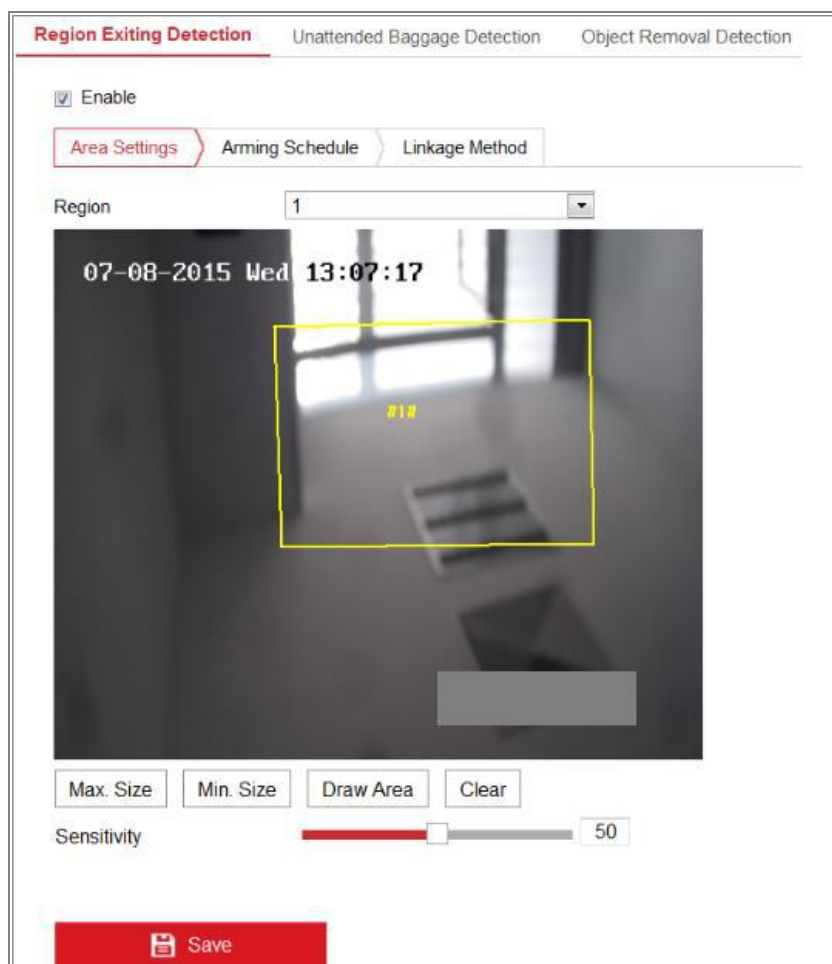 Region Exiting Detection Unattended Baggage Detection Object Removal Detection
Enable
Area Settings Arming Schedule Linkage Method
Region 1
07-08-2015 Wed 13:07:17
#1#
Max. Size Min. Size Draw Area Clear
Sensitivity 50
Save